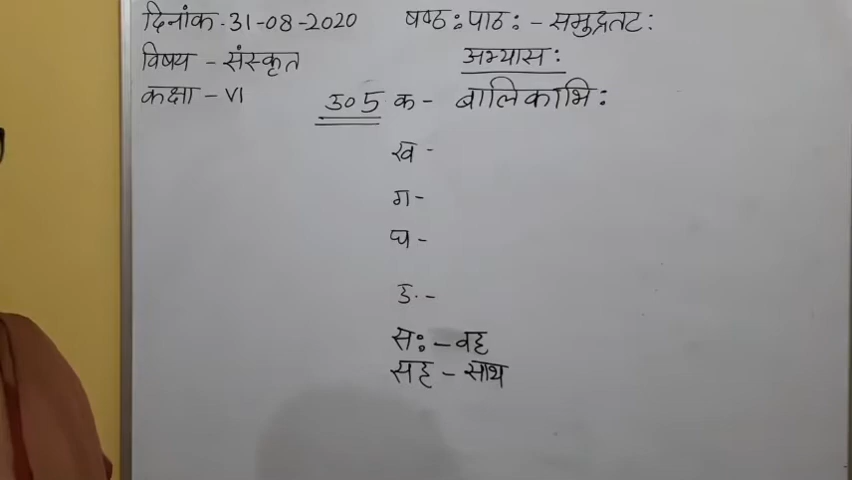 दिनांक-31-08-2020 षष्ठः पाठः - समुद्रतटः
विषय - संस्कृत अभ्यासः
कक्षा - VI
उ०5 क - बालिकाभिः
ख -
ग -
घ -
ङ -
सः - वह
सह - साथ